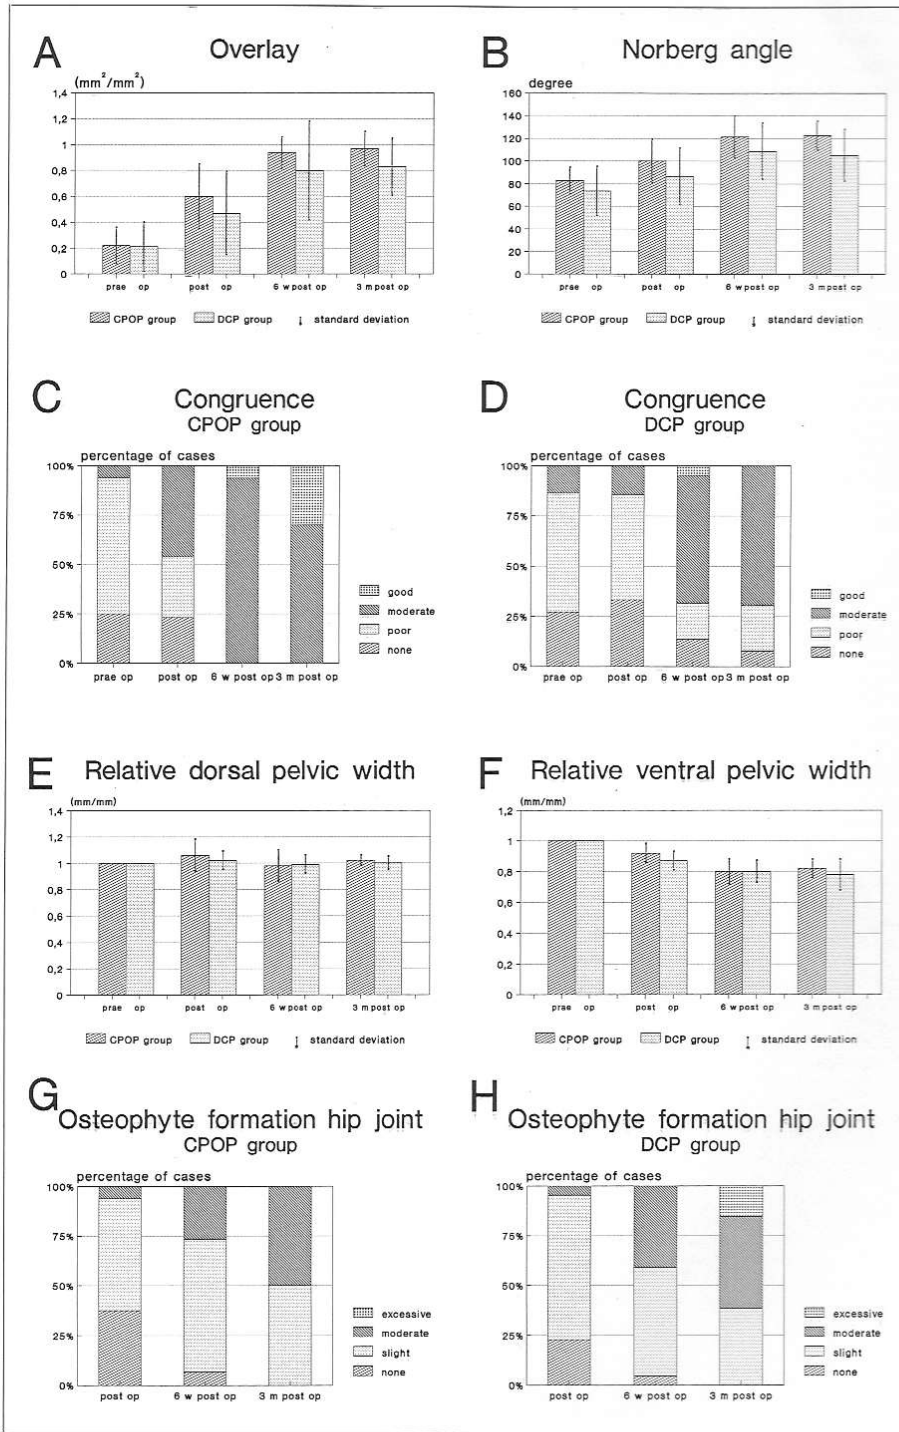 A Overlay
(mm²/mm²)
1,4
1,2
1
0,8
0,6
0,4
0,2
0
prae op post op 6 w post op 3 m post op
CPOP group DCP group standard deviation
B Norberg angle
degree
160
140
120
100
80
60
40
20
0
prae op post op 6 w post op 3 m post op
CPOP group DCP group standard deviation
C Congruence
CPOP group
percentage of cases
100%
75%
50%
25%
0%
prae op post op 6 w post op 3 m post op
good
moderate
poor
none
D Congruence
DCP group
percentage of cases
100%
75%
50%
25%
0%
prae op post op 6 w post op 3 m post op
good
moderate
poor
none
E Relative dorsal pelvic width
(mm/mm)
1,4
1,2
1
0,8
0,6
0,4
0,2
0
prae op post op 6 w post op 3 m post op
CPOP group DCP group standard deviation
F Relative ventral pelvic width
(mm/mm)
1,2
1
0,8
0,6
0,4
0,2
0
prae op post op 6 w post op 3 m post op
CPOP group DCP group standard deviation
G
Osteophyte formation hip joint
CPOP group
percentage of cases
100%
75%
50%
25%
0%
post op 6 w post op 3 m post op
excessive
moderate
slight
none
H
Osteophyte formation hip joint
DCP group
percentage of cases
100%
75%
50%
25%
0%
post op 6 w post op 3 m post op
excessive
moderate
slight
none